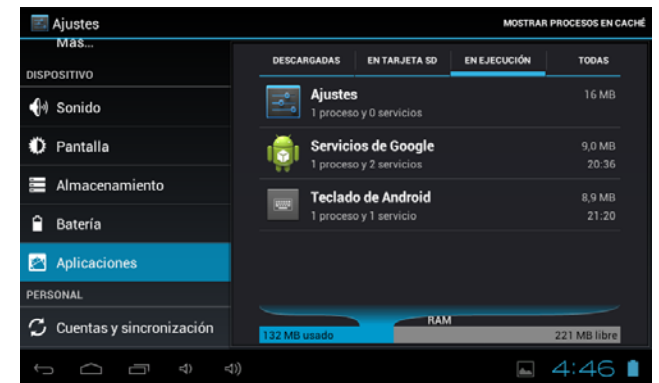 Ajustes
MOSTRAR PROCESOS EN CACHÉ
Más...
DISPOSITIVO
Sonido
Pantalla
Almacenamiento
Batería
Aplicaciones
PERSONAL
Cuentas y sincronización
DESCARGADAS EN TARJETA SD EN EJECUCIÓN TODAS
Ajustes 16 MB
1 proceso y 0 servicios
Servicios de Google 9,0 MB
1 proceso y 2 servicios 20:36
Teclado de Android 8,9 MB
1 proceso y 1 servicio 21:20
RAM
132 MB usado 221 MB libre
4:46